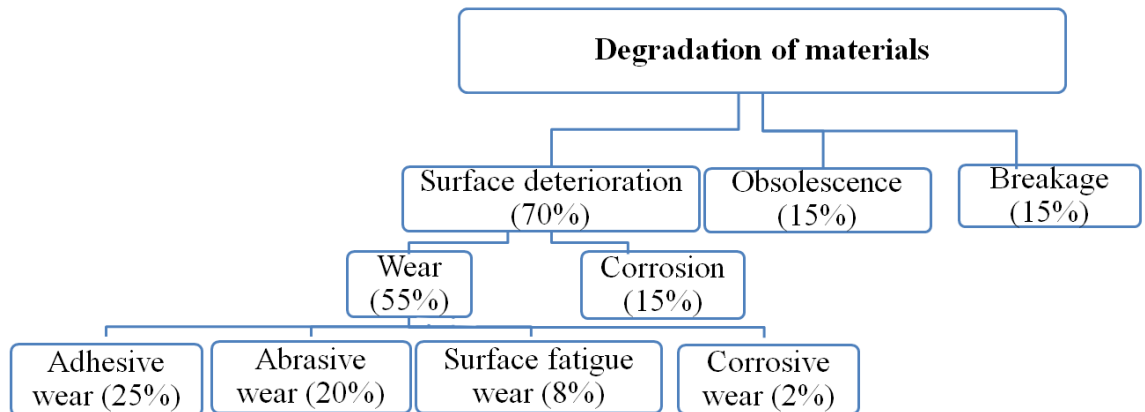 Degradation of materials
Surface deterioration
(70%)
Obsolescence
(15%)
Breakage
(15%)
Wear
(55%)
Corrosion
(15%)
Adhesive
wear (25%)
Abrasive
wear (20%)
Surface fatigue
wear (8%)
Corrosive
wear (2%)